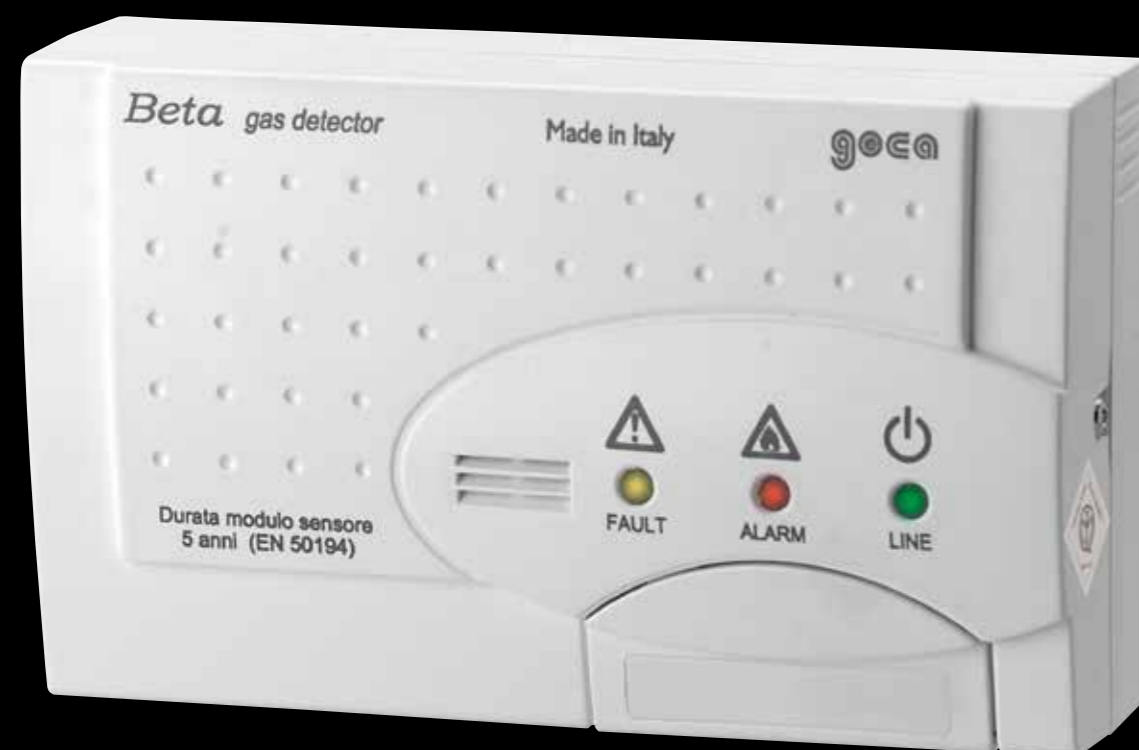 Beta gas detector
Made in Italy
geca
Durata modulo sensore
5 anni (EN 50194)
FAULT
ALARM
LINE